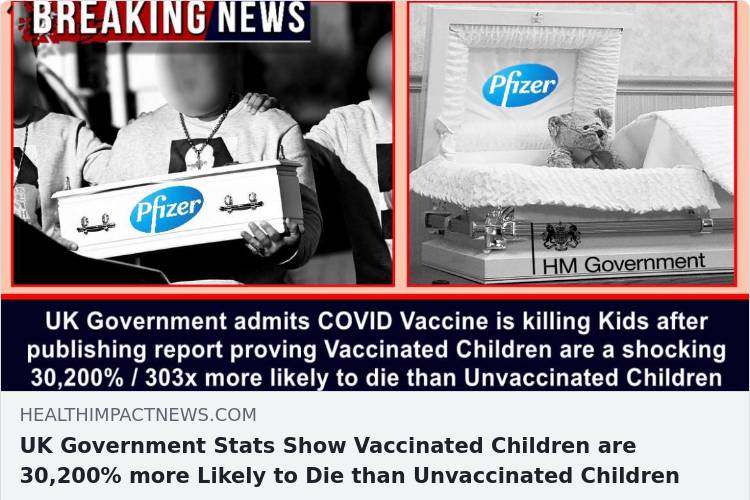 BREAKING NEWS
Pfizer
Pfizer
HM Government
UK Government admits COVID Vaccine is killing Kids after
publishing report proving Vaccinated Children are a shocking
30,200% / 303x more likely to die than Unvaccinated Children
HEALTHIMPACTNEWS.COM
UK Government Stats Show Vaccinated Children are
30,200% more Likely to Die than Unvaccinated Children